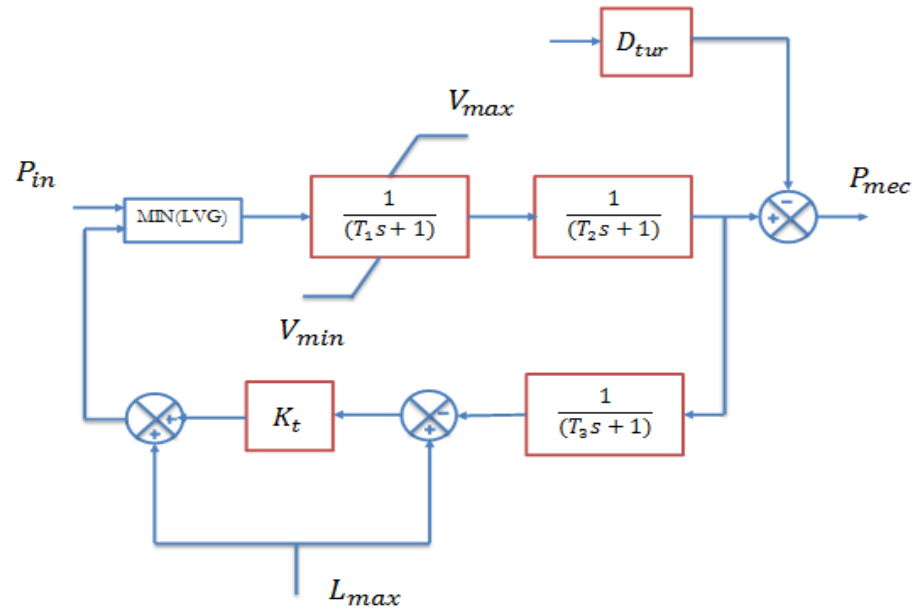 D_tur
V_max
P_in
P_mec
MIN(LVG)
1
(T_1 s + 1)
1
(T_2 s + 1)
V_min
K_t
1
(T_3 s + 1)
L_max